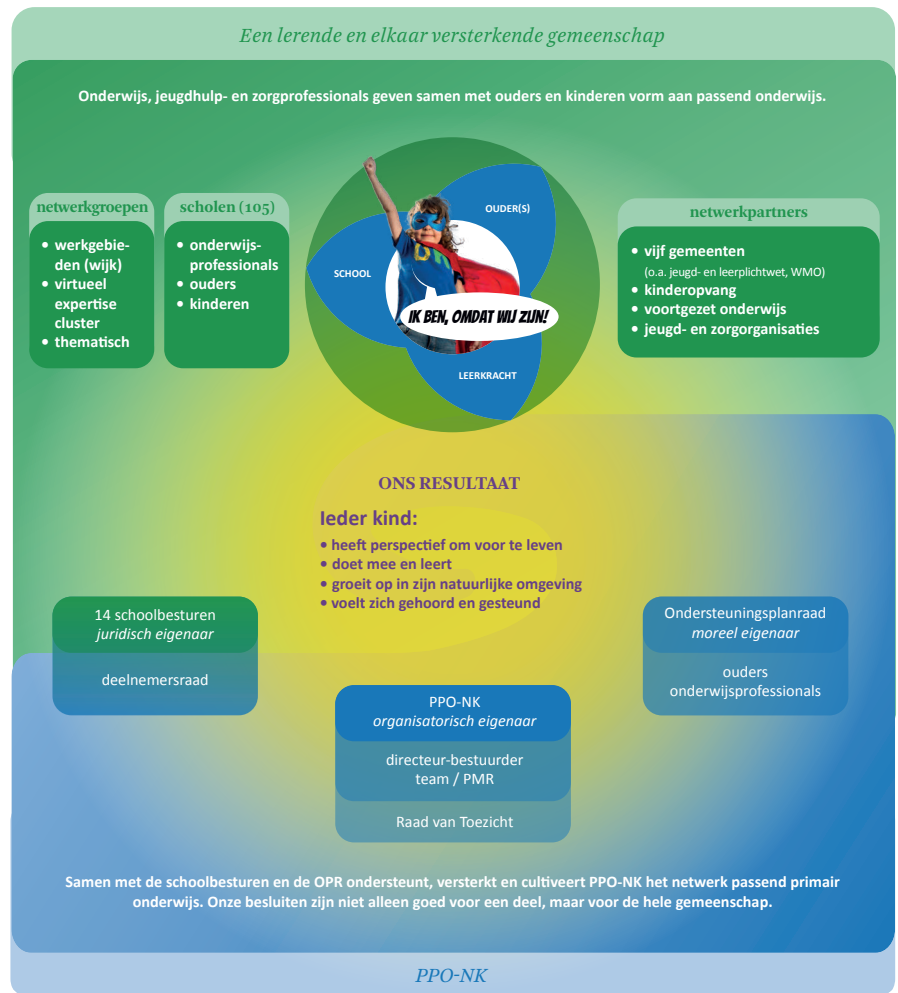 Een lerende en elkaar versterkende gemeenschap
Onderwijs, jeugdhulp- en zorgprofessionals geven samen met ouders en kinderen vorm aan passend onderwijs.
netwerkgroepen
• werkgebie-
den (wijk)
• virtueel
expertise
cluster
• thematisch
scholen (105)
• onderwijs-
professionals
• ouders
• kinderen
OUDER(S)
SCHOOL
IK BEN, OMDAT WIJ ZIJN!
LEERKRACHT
netwerkpartners
• vijf gemeenten
(o.a. jeugd- en leerplichtwet, WMO)
• kinderopvang
• voortgezet onderwijs
• jeugd- en zorgorganisaties
ONS RESULTAAT
Ieder kind:
• heeft perspectief om voor te leven
• doet mee en leert
• groeit op in zijn natuurlijke omgeving
• voelt zich gehoord en gesteund
14 schoolbesturen
juridisch eigenaar
deelnemersraad
PPO-NK
organisatorisch eigenaar
directeur-bestuurder
team / PMR
Raad van Toezicht
Ondersteuningsplanraad
moreel eigenaar
ouders
onderwijsprofessionals
Samen met de schoolbesturen en de OPR ondersteunt, versterkt en cultiveert PPO-NK het netwerk passend primair
onderwijs. Onze besluiten zijn niet alleen goed voor een deel, maar voor de hele gemeenschap.
PPO-NK